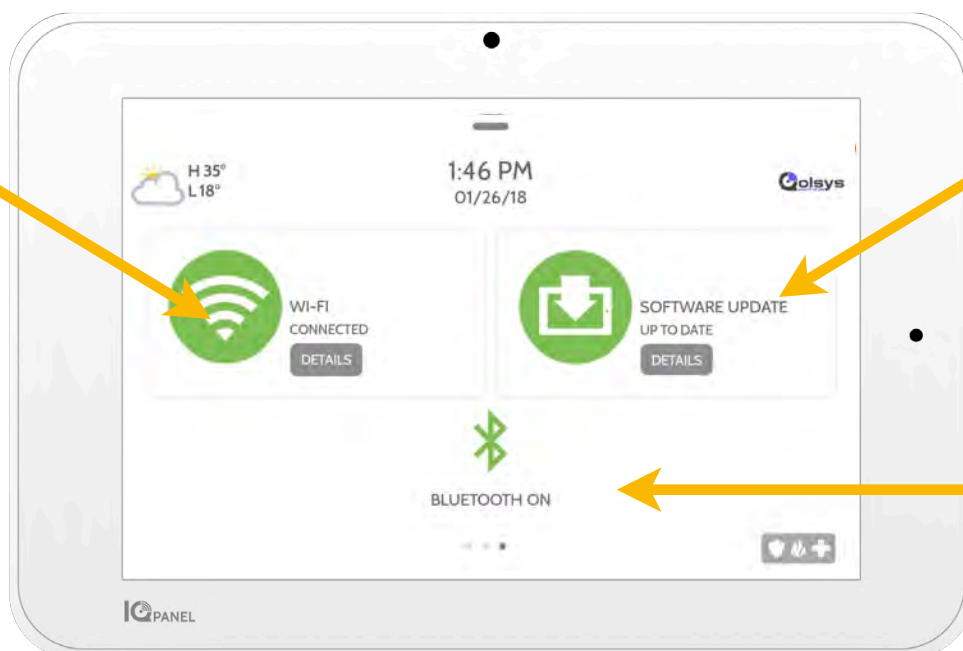 H 35°
L 18°
1:46 PM
01/26/18
Qolsys
WI-FI
CONNECTED
DETAILS
SOFTWARE UPDATE
UP TO DATE
DETAILS
BLUETOOTH ON
IQ PANEL